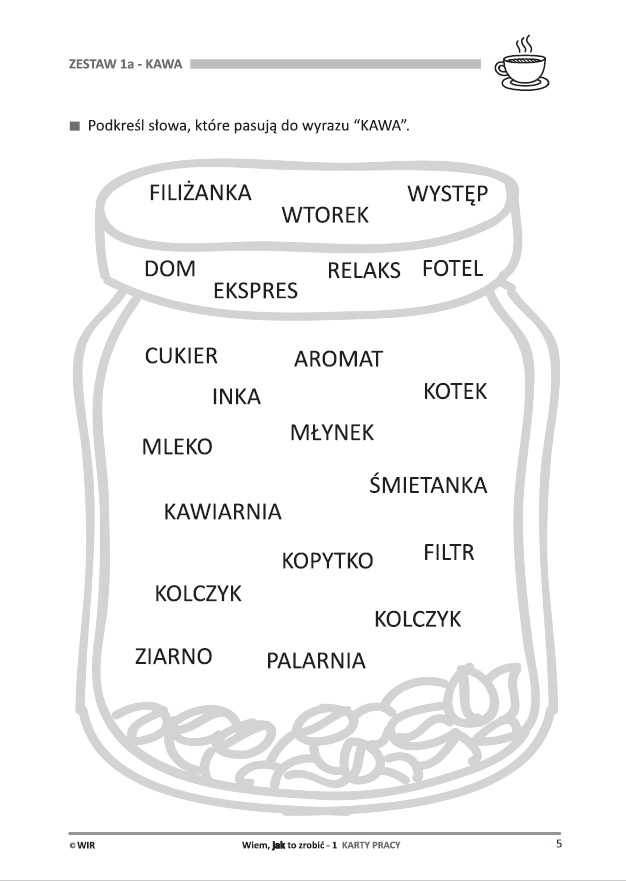 ZESTAW 1a - KAWA
Podkreśl słowa, które pasują do wyrazu “KAWA”.
FILIŻANKA
WYSTĘP
WTOREK
DOM
RELAKS
FOTEL
EKSPRES
CUKIER
AROMAT
INKA
KOTEK
MŁYNEK
MLEKO
ŚMIETANKA
KAWIARNIA
KOPYTKO
FILTR
KOLCZYK
KOLCZYK
ZIARNO
PALARNIA
© WIR
Wiem, jak to zrobić - 1 KARTY PRACY
5